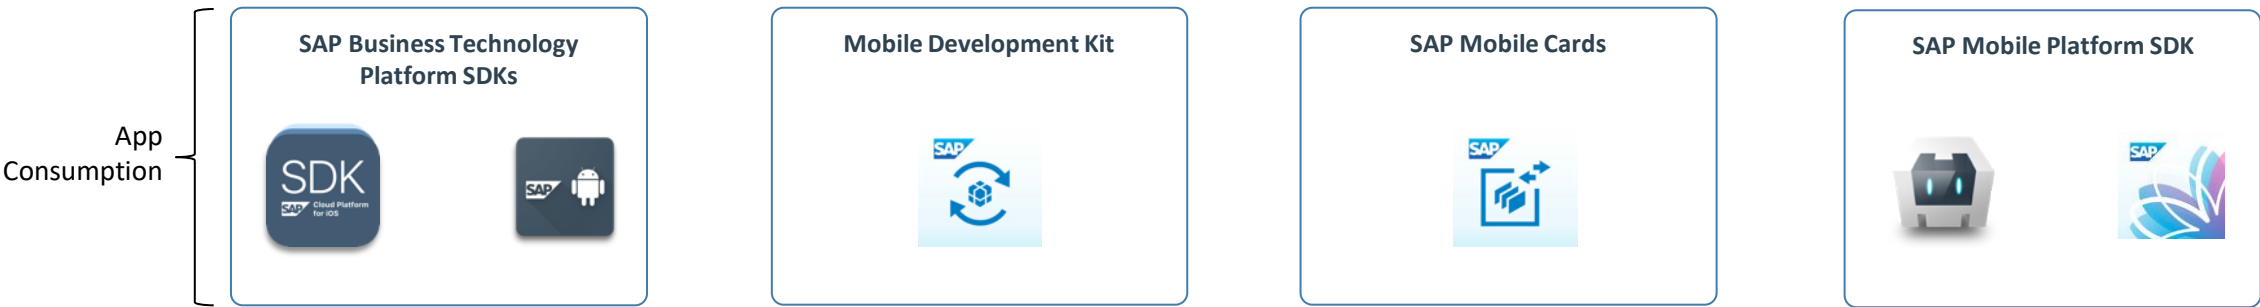 App
Consumption
SAP Business Technology
Platform SDKs
SDK
SAP Cloud Platform
for iOS
SAP
Mobile Development Kit
SAP
SAP Mobile Cards
SAP
SAP Mobile Platform SDK
SAP